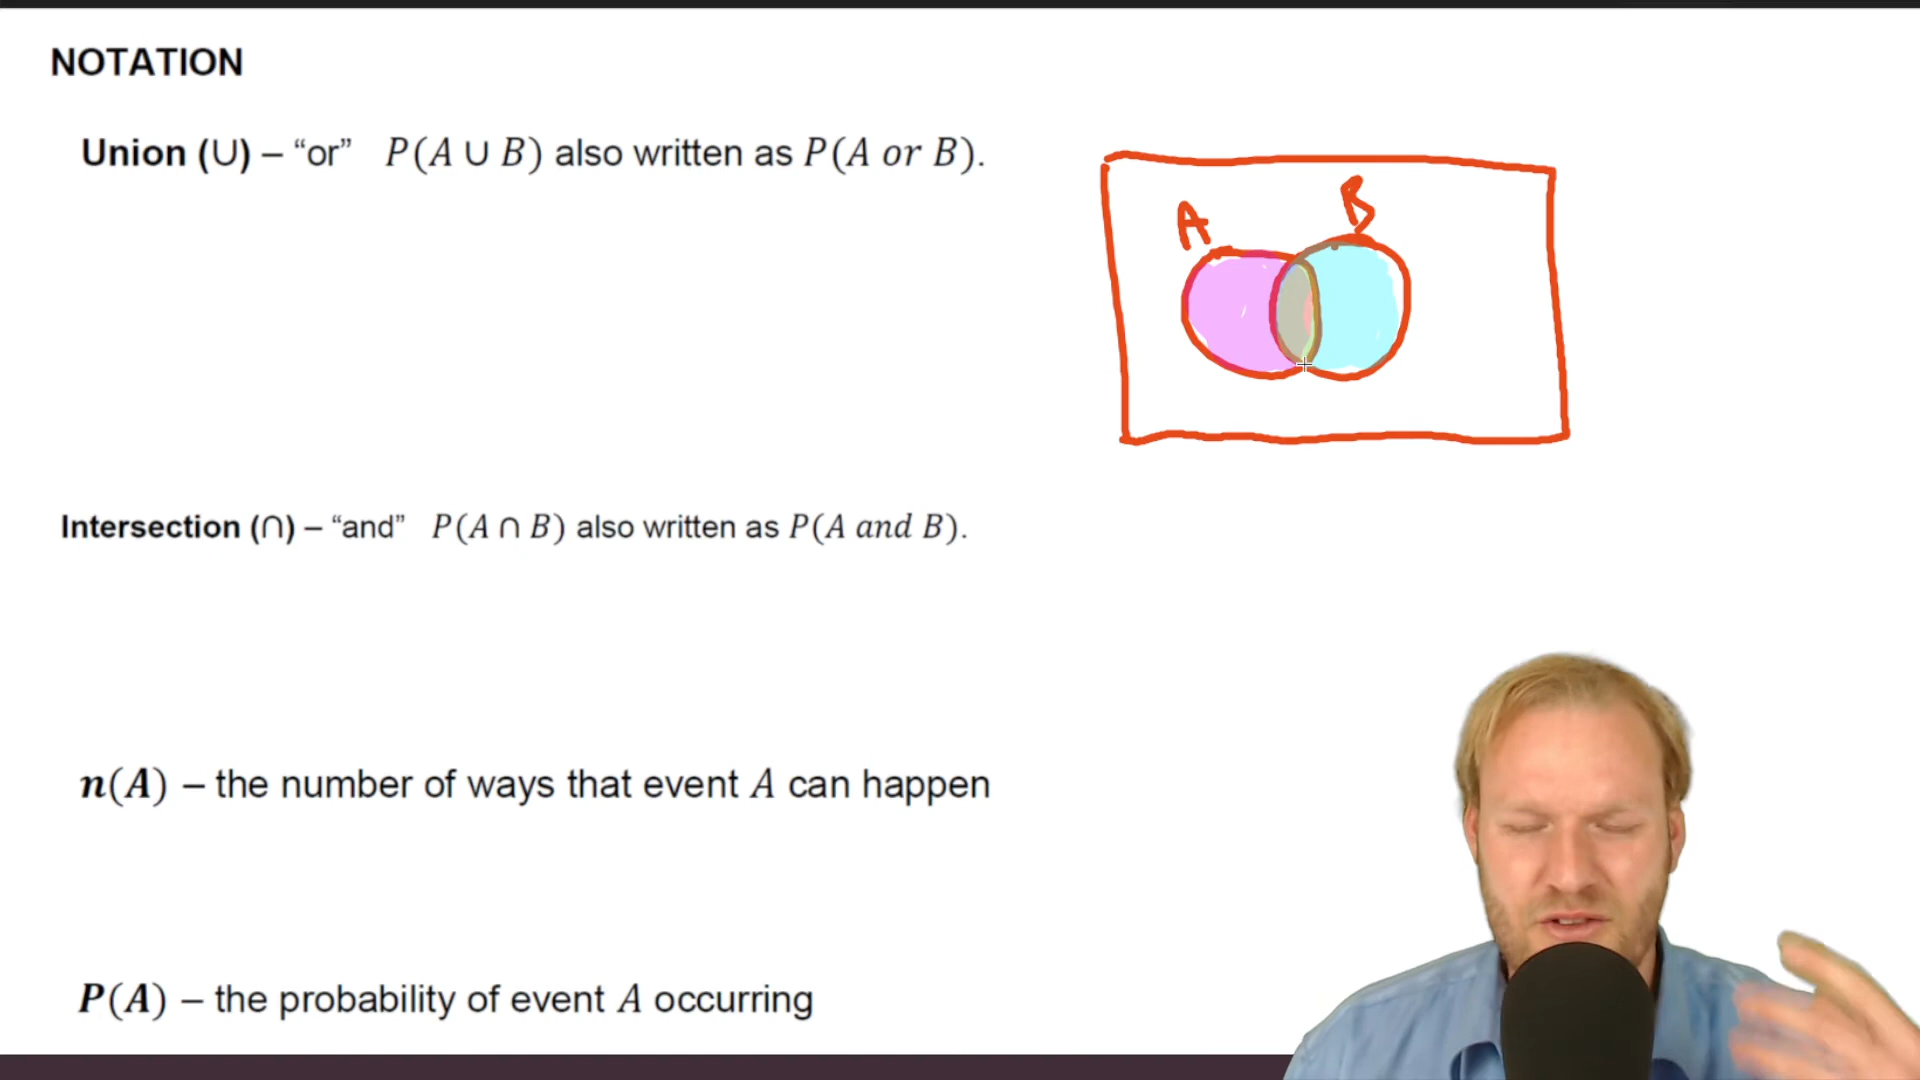 NOTATION
Union (∪) – “or” P(A ∪ B) also written as P(A or B).
A
B
Intersection (∩) – “and” P(A ∩ B) also written as P(A and B).
n(A) – the number of ways that event A can happen
P(A) – the probability of event A occurring